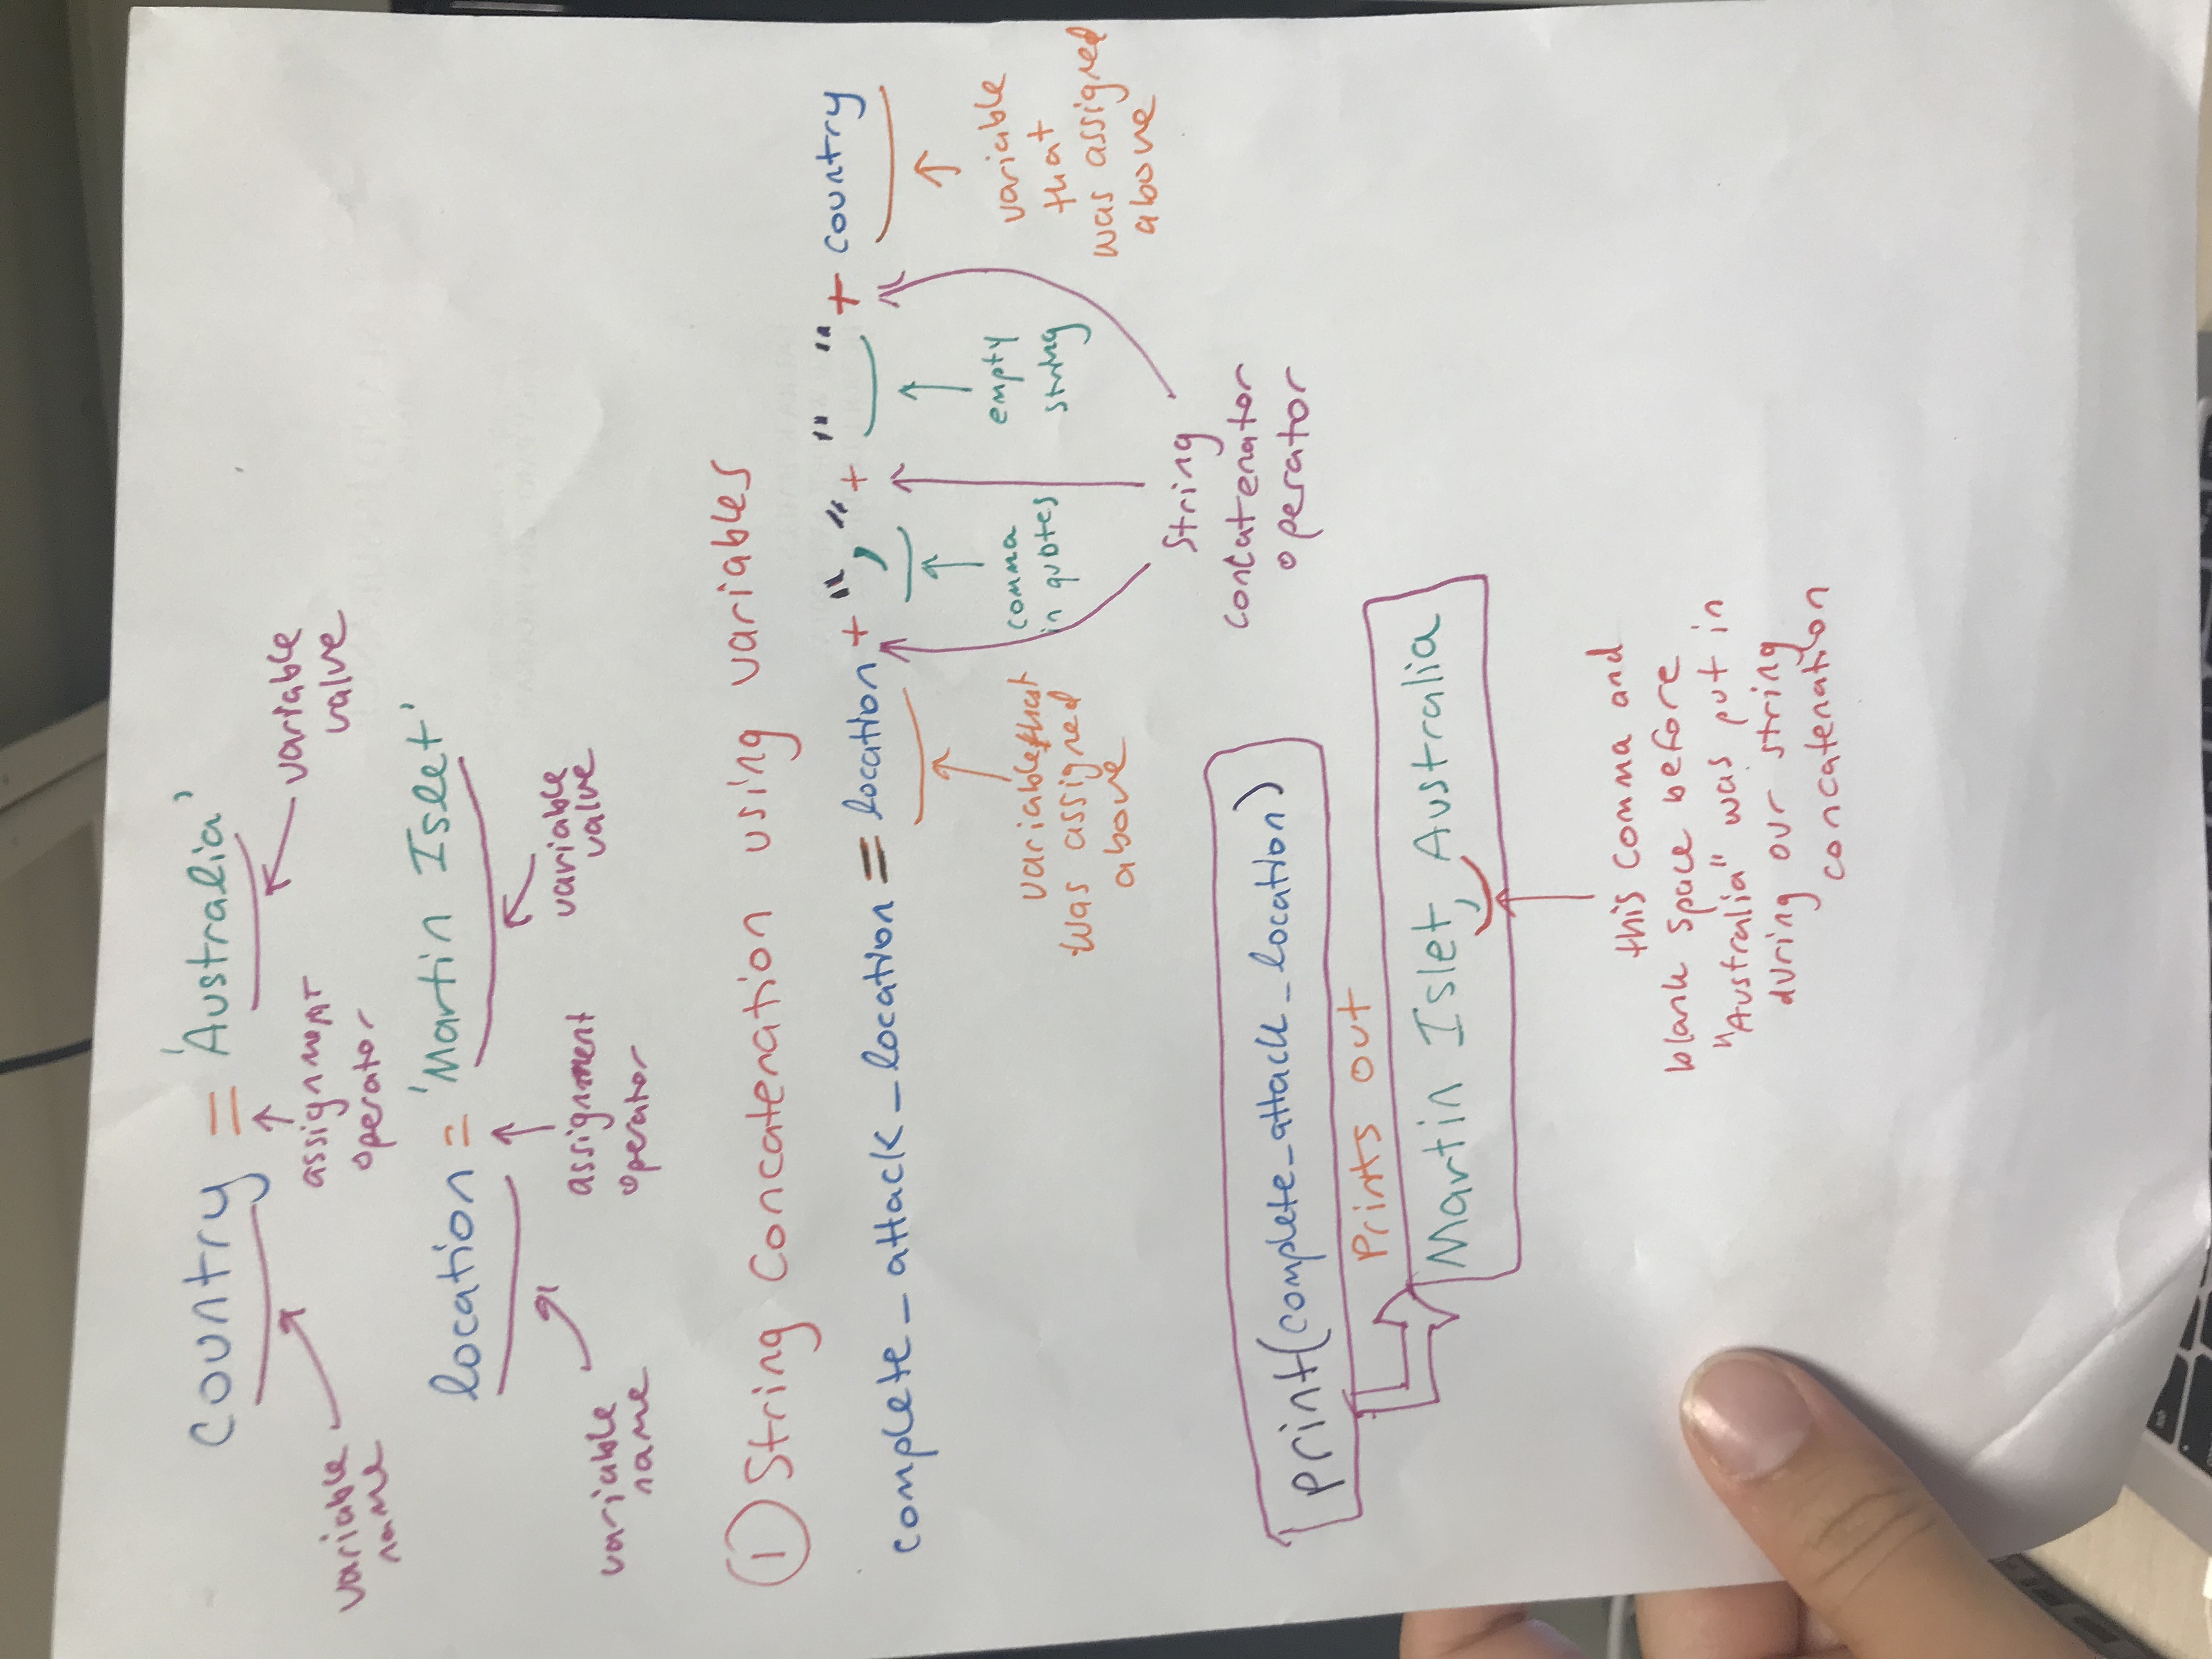 country = 'Australia'
variable name
assignment operator
variable value
location = 'Martin Islet'
variable name
assignment operator
variable value
① String Concatenation using variables
complete_attack_location = location + "," + " " + country
variable that
was assigned
above
comma
in quotes
empty
string
variable
that
was assigned
above
String
concatenator
operator
print(complete_attack_location)
Prints out
Martin Islet, Australia
this comma and
blank space before
"Australia" was put in
during our string
concatenation